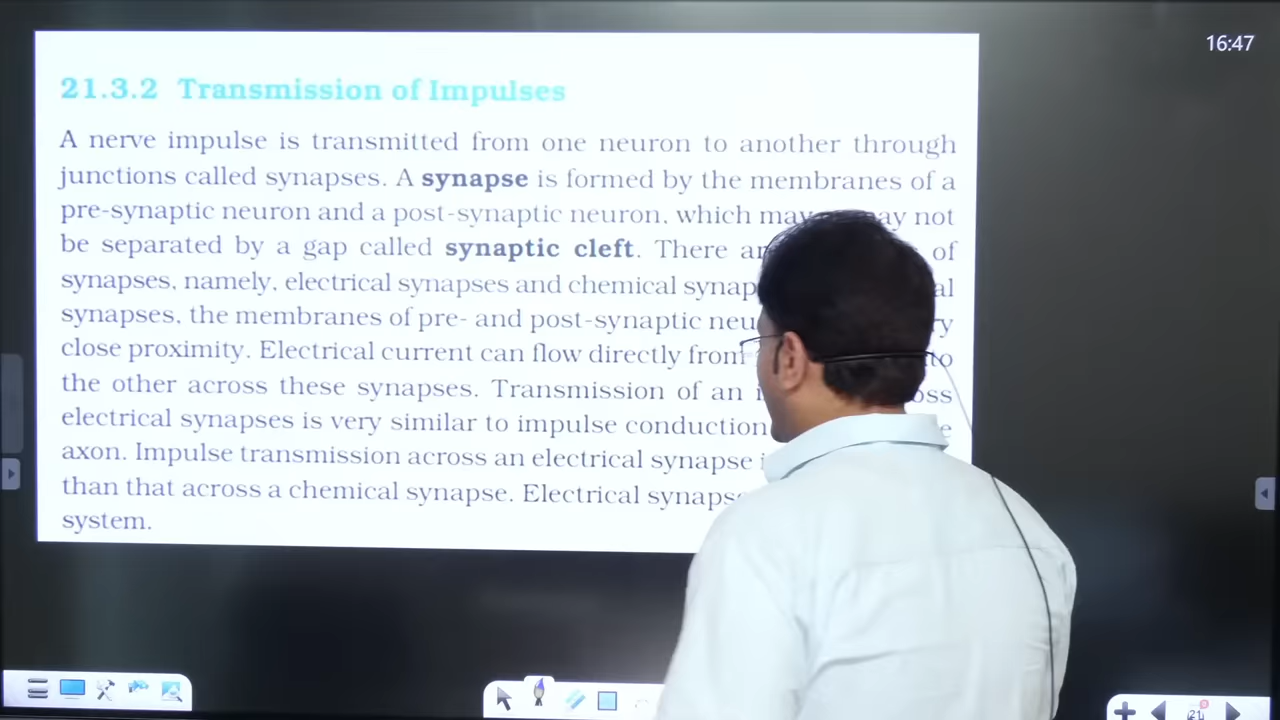 16:47
21.3.2 Transmission of Impulses
A nerve impulse is transmitted from one neuron to another through
junctions called synapses. A synapse is formed by the membranes of a
pre-synaptic neuron and a post-synaptic neuron, which may not
be separated by a gap called synaptic cleft. There of
synapses, namely, electrical synapses and chemical
synapses, the membranes of pre- and post-synaptic
close proximity. Electrical current can flow directly from to
the other across these synapses. Transmission of an
electrical synapses is very similar to impulse conduction
axon. Impulse transmission across an electrical synapse
than that across a chemical synapse. Electrical
system.
21